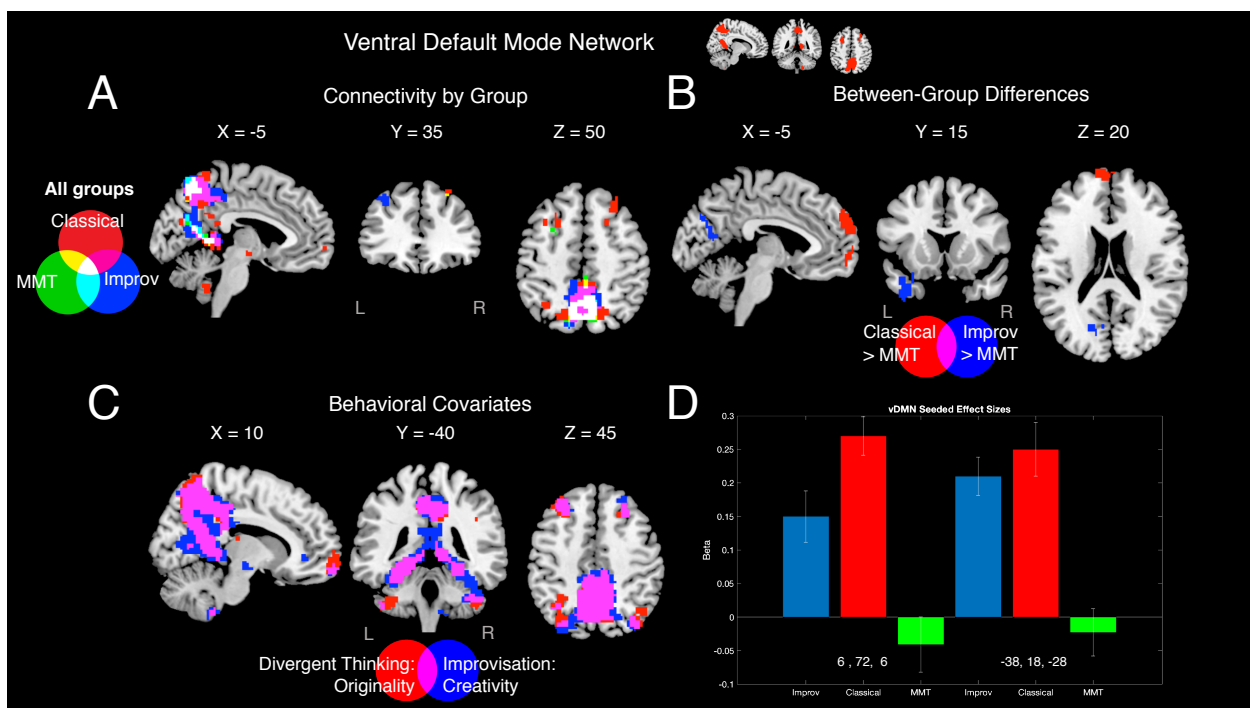 Ventral Default Mode Network
A
Connectivity by Group
X = -5
Y = 35
Z = 50
All groups
Classical
MMT
Improv
L
R
B
Between-Group Differences
X = -5
Y = 15
Z = 20
L
R
Classical
> MMT
Improv
> MMT
C
Behavioral Covariates
X = 10
Y = -40
Z = 45
L
R
Divergent Thinking:
Originality
Improvisation:
Creativity
D
vDMN Seeded Effect Sizes
Beta
0.3
0.25
0.2
0.15
0.1
0.05
0
-0.05
-0.1
6 , 72, 6
-38, 18, -28
Improv
Classical
MMT
Improv
Classical
MMT